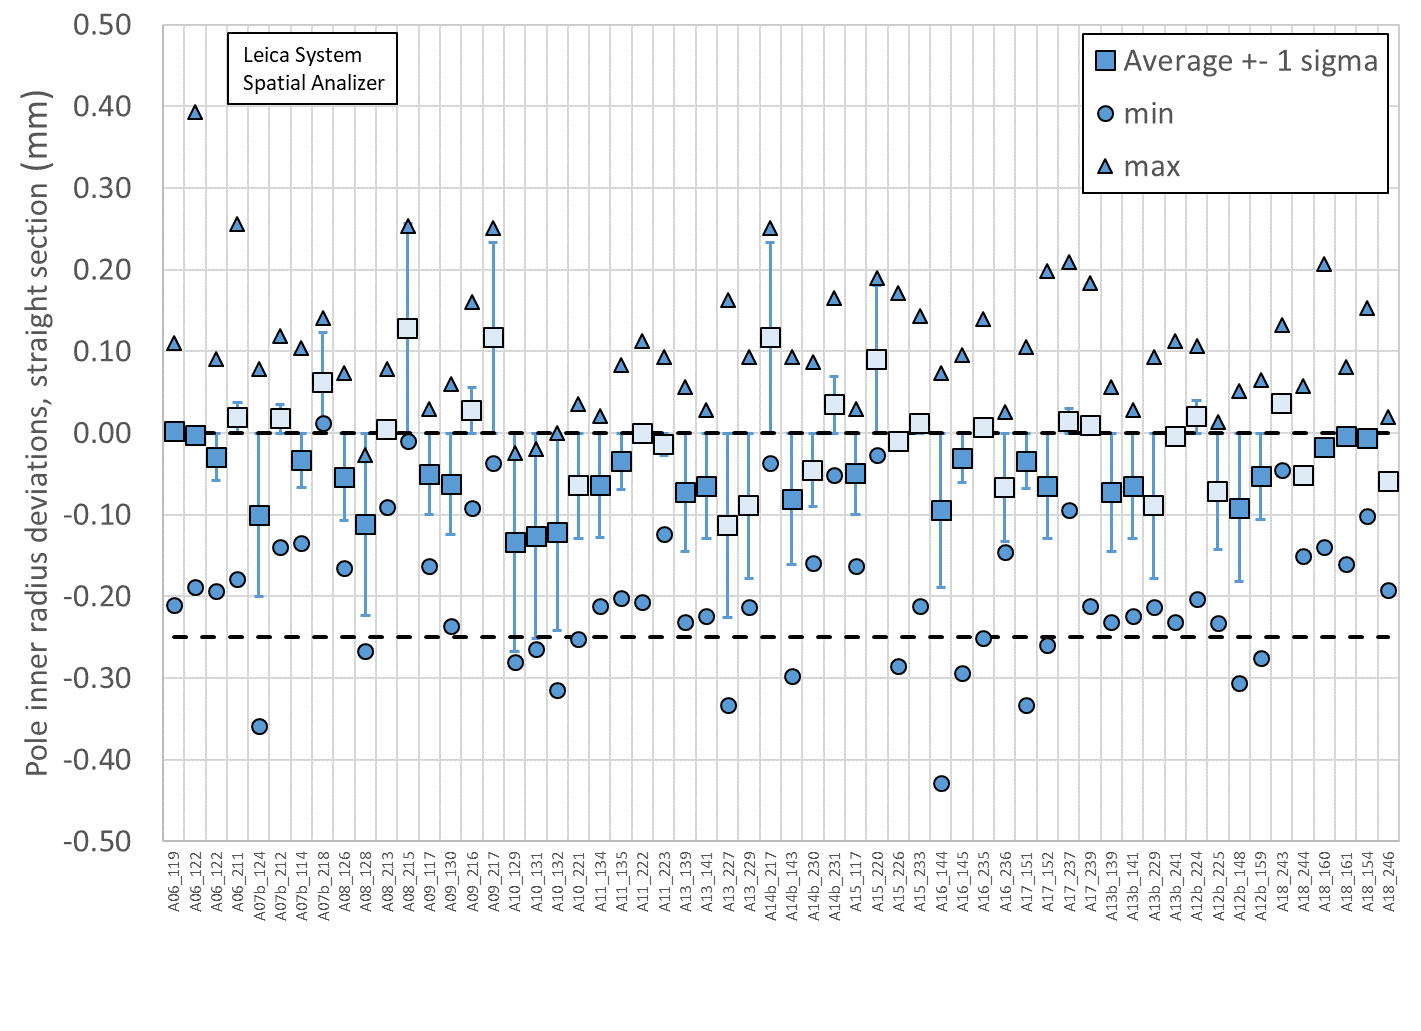 0.50
0.40
0.30
0.20
0.10
0.00
-0.10
-0.20
-0.30
-0.40
-0.50
Pole inner radius deviations, straight section (mm)
Leica System
Spatial Analizer
Average +- 1 sigma
min
max
A06_119
A06_122
A06_122
A06_211
A07b_124
A07b_212
A07b_114
A07b_218
A08_126
A08_128
A08_213
A08_215
A09_117
A09_130
A09_216
A09_217
A10_129
A10_131
A10_132
A10_221
A11_134
A11_135
A11_222
A11_223
A13_139
A13_141
A13_227
A13_229
A14b_217
A14b_143
A14b_230
A14b_231
A15_117
A15_220
A15_226
A15_233
A16_144
A16_145
A16_235
A16_236
A17_151
A17_152
A17_237
A17_239
A13b_139
A13b_141
A13b_229
A13b_241
A12b_224
A12b_225
A12b_148
A12b_159
A18_243
A18_244
A18_160
A18_161
A18_154
A18_246